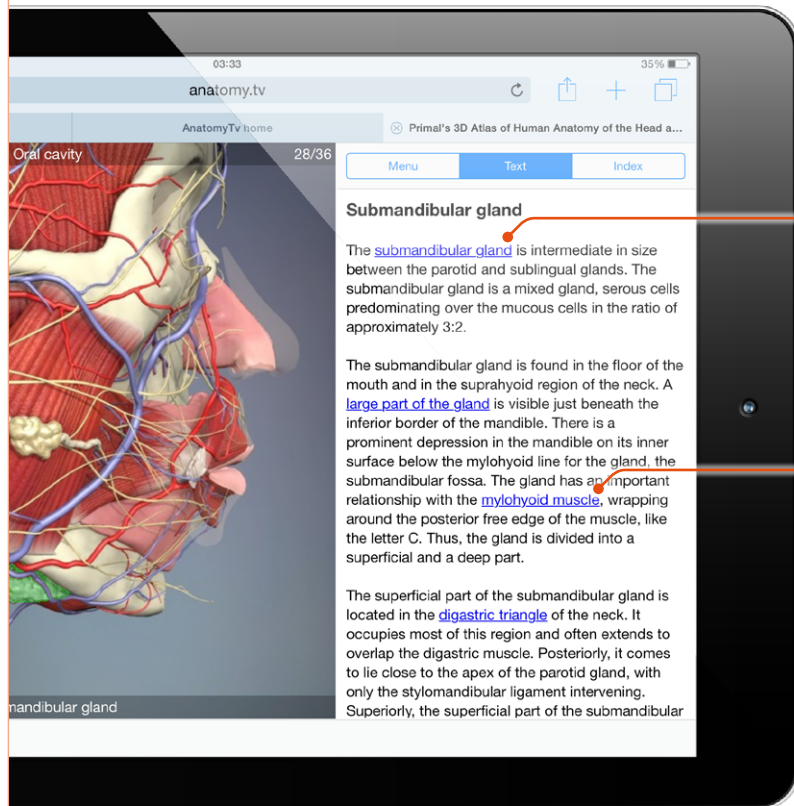 03:33
35%
anatomy.tv
AnatomyTv home
Primal's 3D Atlas of Human Anatomy of the Head a...
Oral cavity
28/36
Menu
Text
Index
Submandibular gland
The submandibular gland is intermediate in size
between the parotid and sublingual glands. The
submandibular gland is a mixed gland, serous cells
predominating over the mucous cells in the ratio of
approximately 3:2.
The submandibular gland is found in the floor of the
mouth and in the suprahyoid region of the neck. A
large part of the gland is visible just beneath the
inferior border of the mandible. There is a
prominent depression in the mandible on its inner
surface below the mylohyoid line for the gland, the
submandibular fossa. The gland has an important
relationship with the mylohyoid muscle, wrapping
around the posterior free edge of the muscle, like
the letter C. Thus, the gland is divided into a
superficial and a deep part.
The superficial part of the submandibular gland is
located in the digastric triangle of the neck. It
occupies most of this region and often extends to
overlap the digastric muscle. Posteriorly, it comes
to lie close to the apex of the parotid gland, with
only the stylomandibular ligament intervening.
Superiorly, the superficial part of the submandibular
mandibular gland